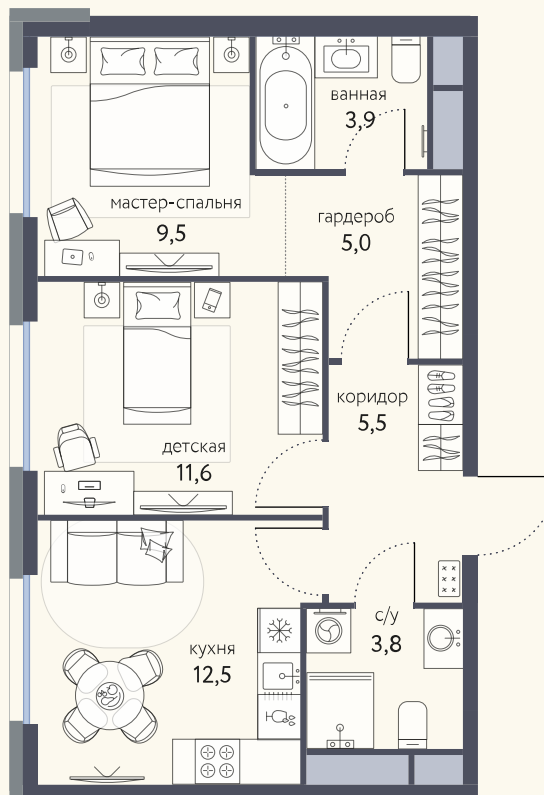 ванная
3,9
мастер-спальня
9,5
гардероб
5,0
коридор
5,5
детская
11,6
с/у
3,8
кухня
12,5